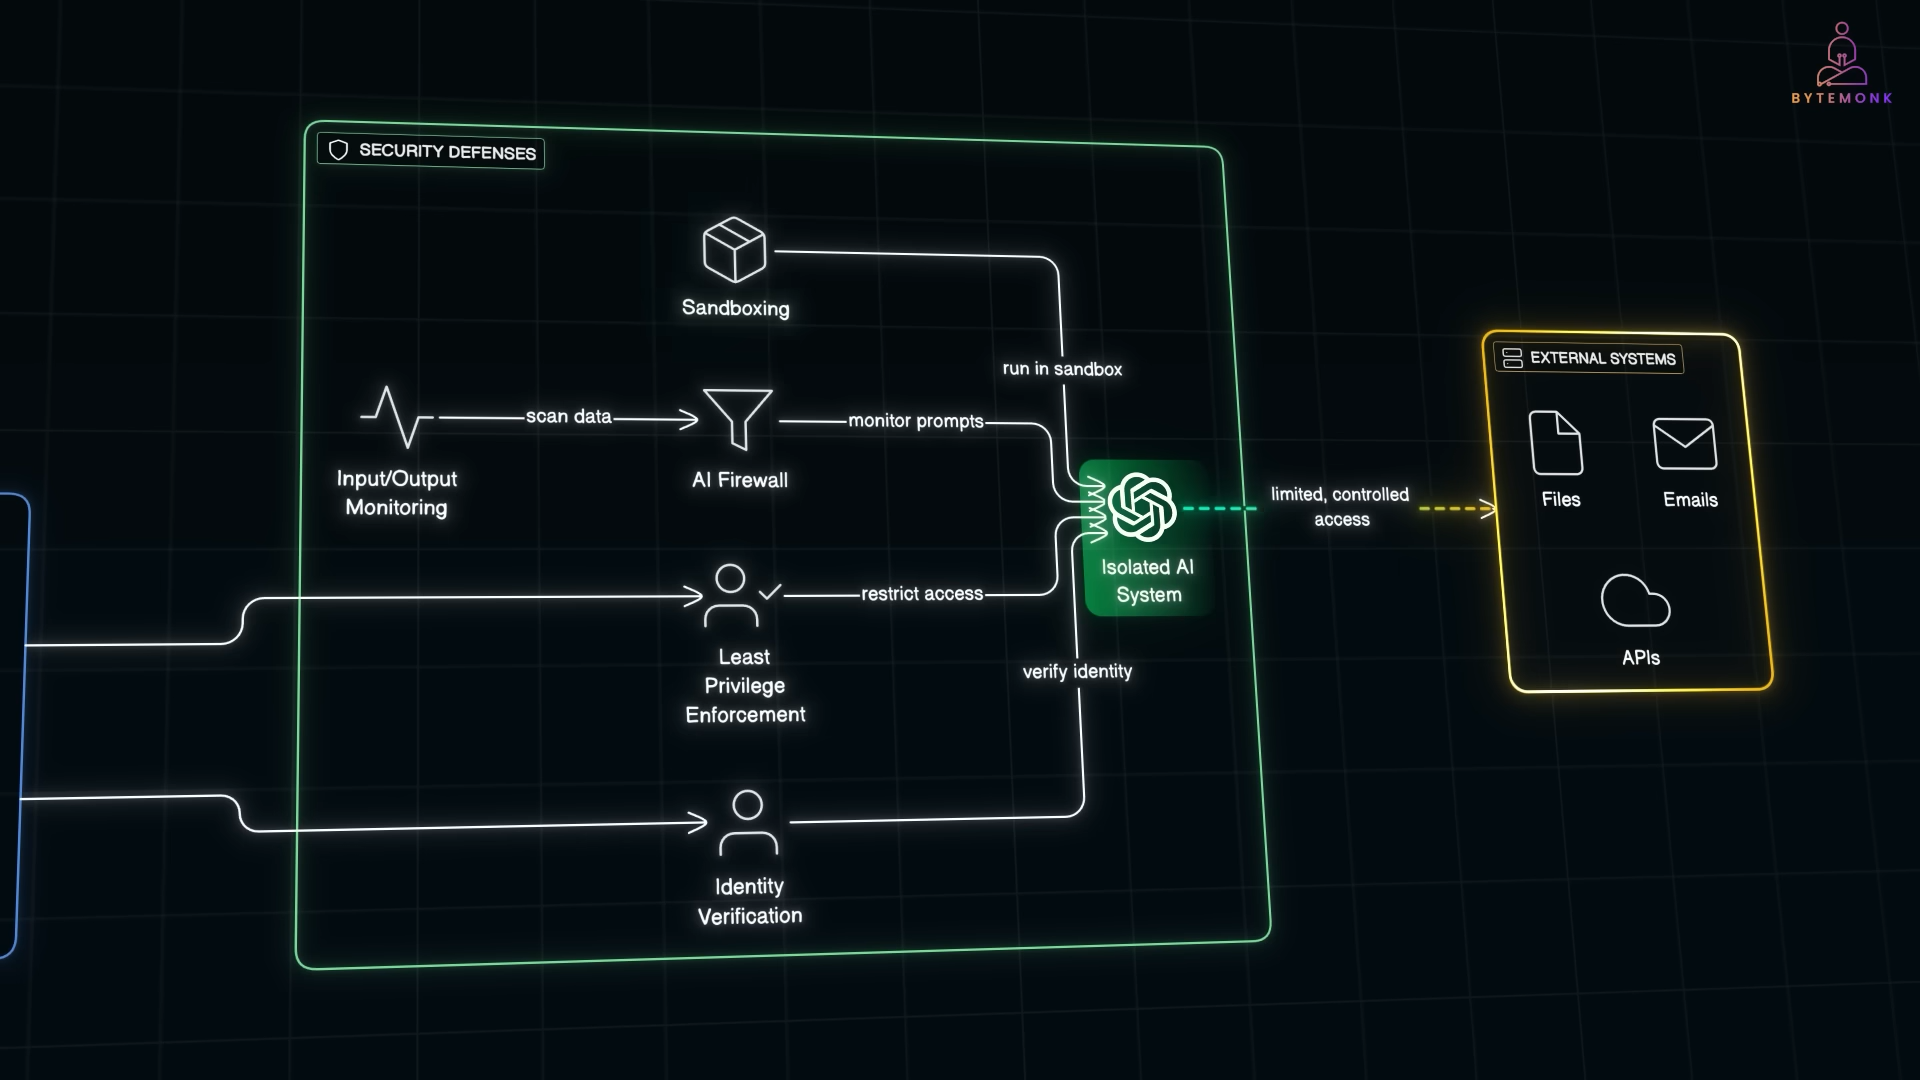 BYTEMONK
SECURITY DEFENSES
Sandboxing
run in sandbox
EXTERNAL SYSTEMS
scan data
monitor prompts
Input/Output
Monitoring
AI Firewall
limited, controlled
access
Files
Emails
Isolated AI
System
restrict access
Least
Privilege
Enforcement
verify identity
APIs
Identity
Verification